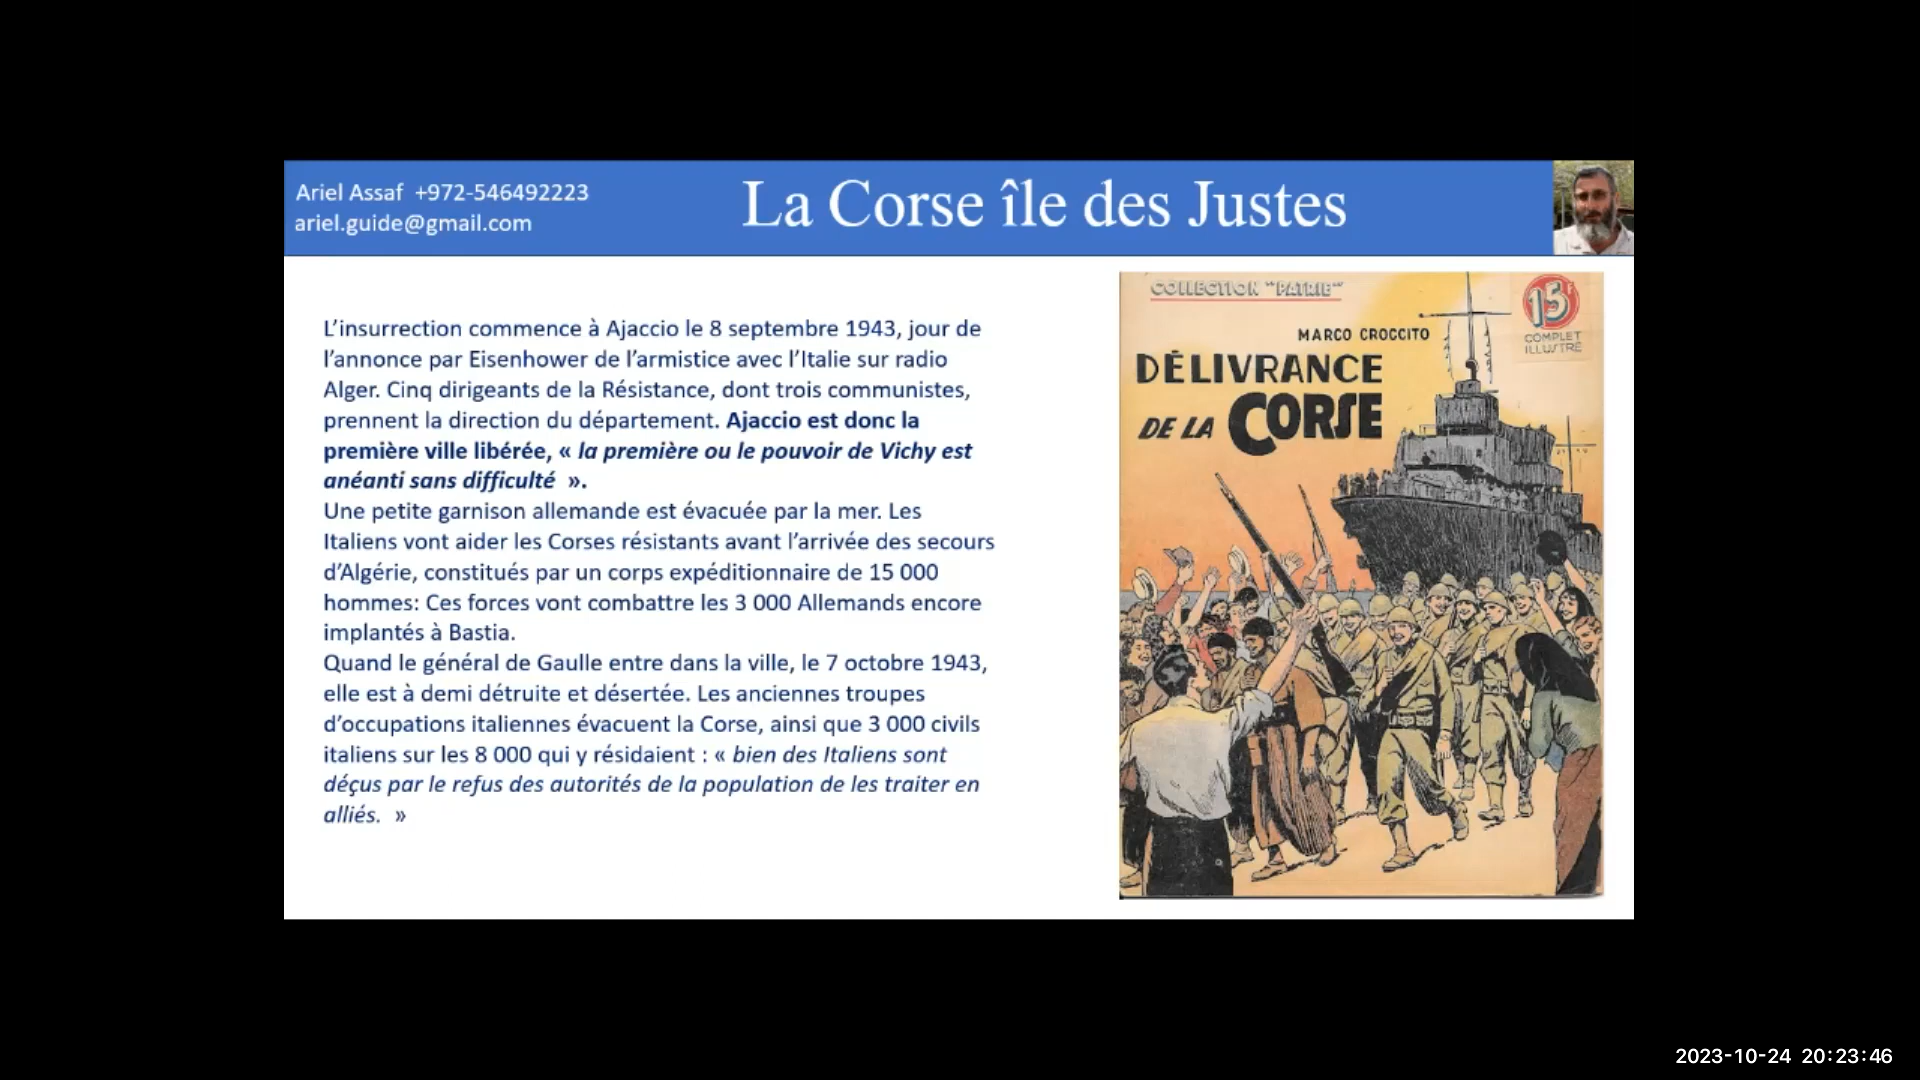 Ariel Assaf +972-546492223
ariel.guide@gmail.com
La Corse île des Justes
L’insurrection commence à Ajaccio le 8 septembre 1943, jour de
l’annonce par Eisenhower de l’armistice avec l’Italie sur radio
Alger. Cinq dirigeants de la Résistance, dont trois communistes,
prennent la direction du département. Ajaccio est donc la
première ville libérée, « la première ou le pouvoir de Vichy est
anéanti sans difficulté  ».
Une petite garnison allemande est évacuée par la mer. Les
Italiens vont aider les Corses résistants avant l’arrivée des secours
d’Algérie, constitués par un corps expéditionnaire de 15 000
hommes: Ces forces vont combattre les 3 000 Allemands encore
implantés à Bastia.
Quand le général de Gaulle entre dans la ville, le 7 octobre 1943,
elle est à demi détruite et désertée. Les anciennes troupes
d’occupations italiennes évacuent la Corse, ainsi que 3 000 civils
italiens sur les 8 000 qui y résidaient : « bien des Italiens sont
déçus par le refus des autorités de la population de les traiter en
alliés.  »
COLLECTION "PATRIE"
15F
COMPLET
ILLUSTRÉ
MARCO CROCCITO
DÉLIVRANCE
DE LA CORSE
2023-10-24 20:23:46